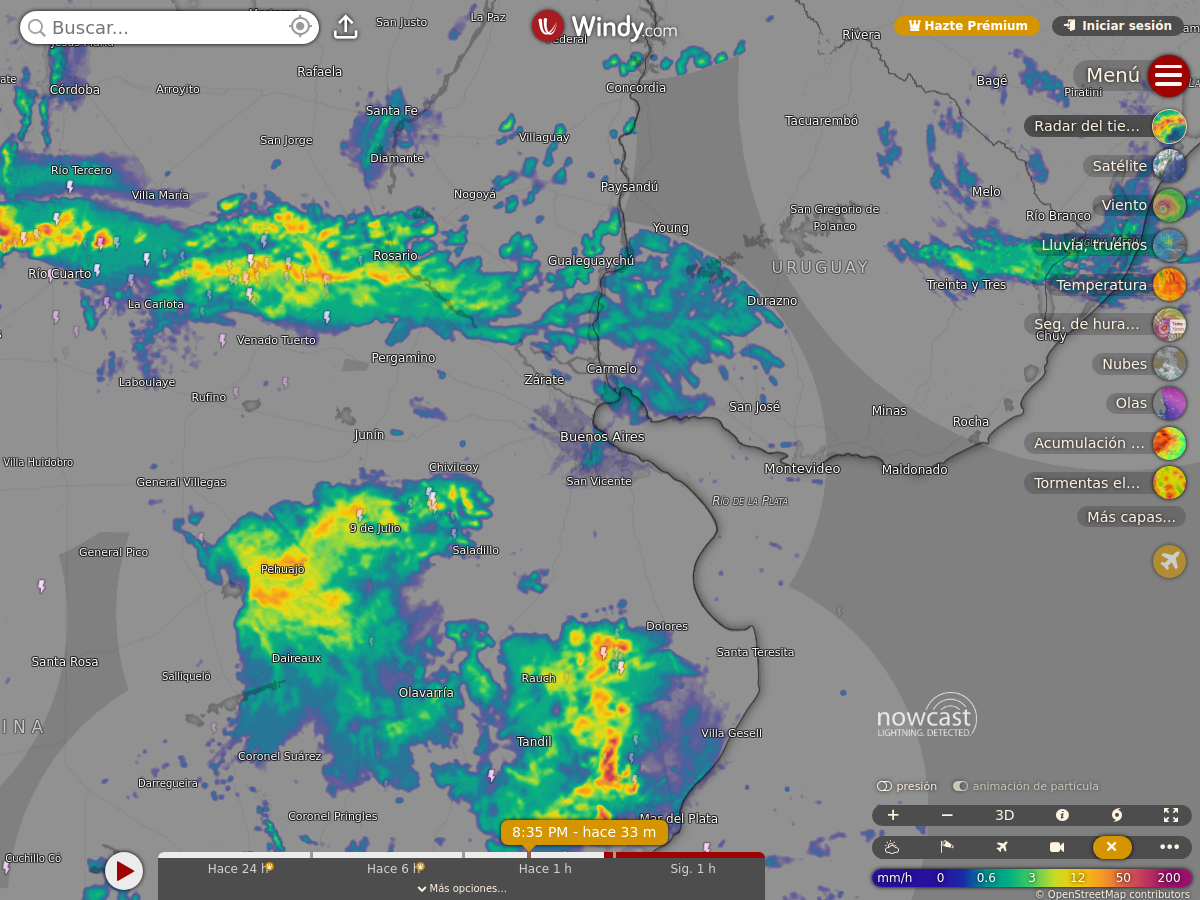 Buscar...
Windy.com
Hazte Prémium
Iniciar sesión
San Justo
La Paz
Federal
Rivera
Jesús María
Rafaela
Menú
Córdoba
Arroyito
Concordia
Bagé
Piratini
Santa Fe
Tacuarembó
Radar del tie...
San Jorge
Villaguay
Diamante
Satélite
Río Tercero
Paysandú
Villa María
Nogoyá
Melo
Viento
San Gregorio de
Polanco
Río Branco
Young
Lluvia, truenos
Rosario
Gualeguaychú
URUGUAY
Río Cuarto
Treinta y Tres
Temperatura
La Carlota
Durazno
Seg. de hura...
Venado Tuerto
Chuy
Pergamino
Nubes
Carmelo
Laboulaye
Zárate
Rufino
Olas
San José
Minas
Rocha
Junín
Buenos Aires
Acumulación ...
Villa Huidobro
Chivilcoy
Montevideo
Maldonado
General Villegas
San Vicente
Tormentas el...
Río de la Plata
Más capas...
9 de Julio
General Pico
Saladillo
Pehuajó
Dolores
Santa Rosa
Daireaux
Santa Teresita
Salliqueló
Rauch
Olavarría
INA
nowcast
LIGHTNING. DETECTED.
Tandil
Villa Gesell
Coronel Suárez
Darregueira
presión
animación de partícula
Coronel Pringles
Mar del Plata
3D
8:35 PM - hace 33 m
Cuchillo Có
Hace 24 h
Hace 6 h
Hace 1 h
Sig. 1 h
mm/h 0 0.6 3 12 50 200
Más opciones...
© OpenStreetMap contributors